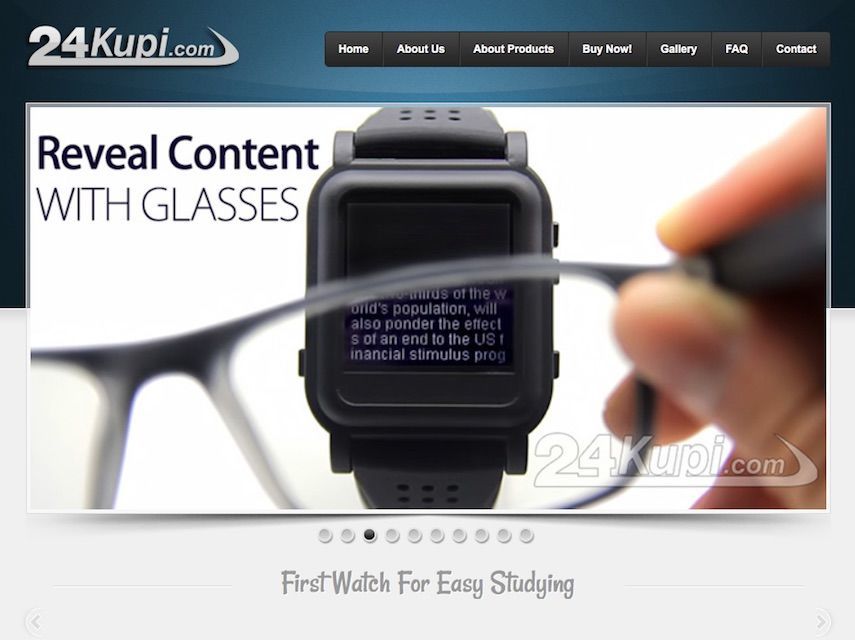 24Kupi.com
Home
About Us
About Products
Buy Now!
Gallery
FAQ
Contact
Reveal Content
WITH GLASSES
-thirds of the w
orld's population, will
also ponder the effect
s of an end to the US f
inancial stimulus prog
24Kupi.com
First Watch For Easy Studying